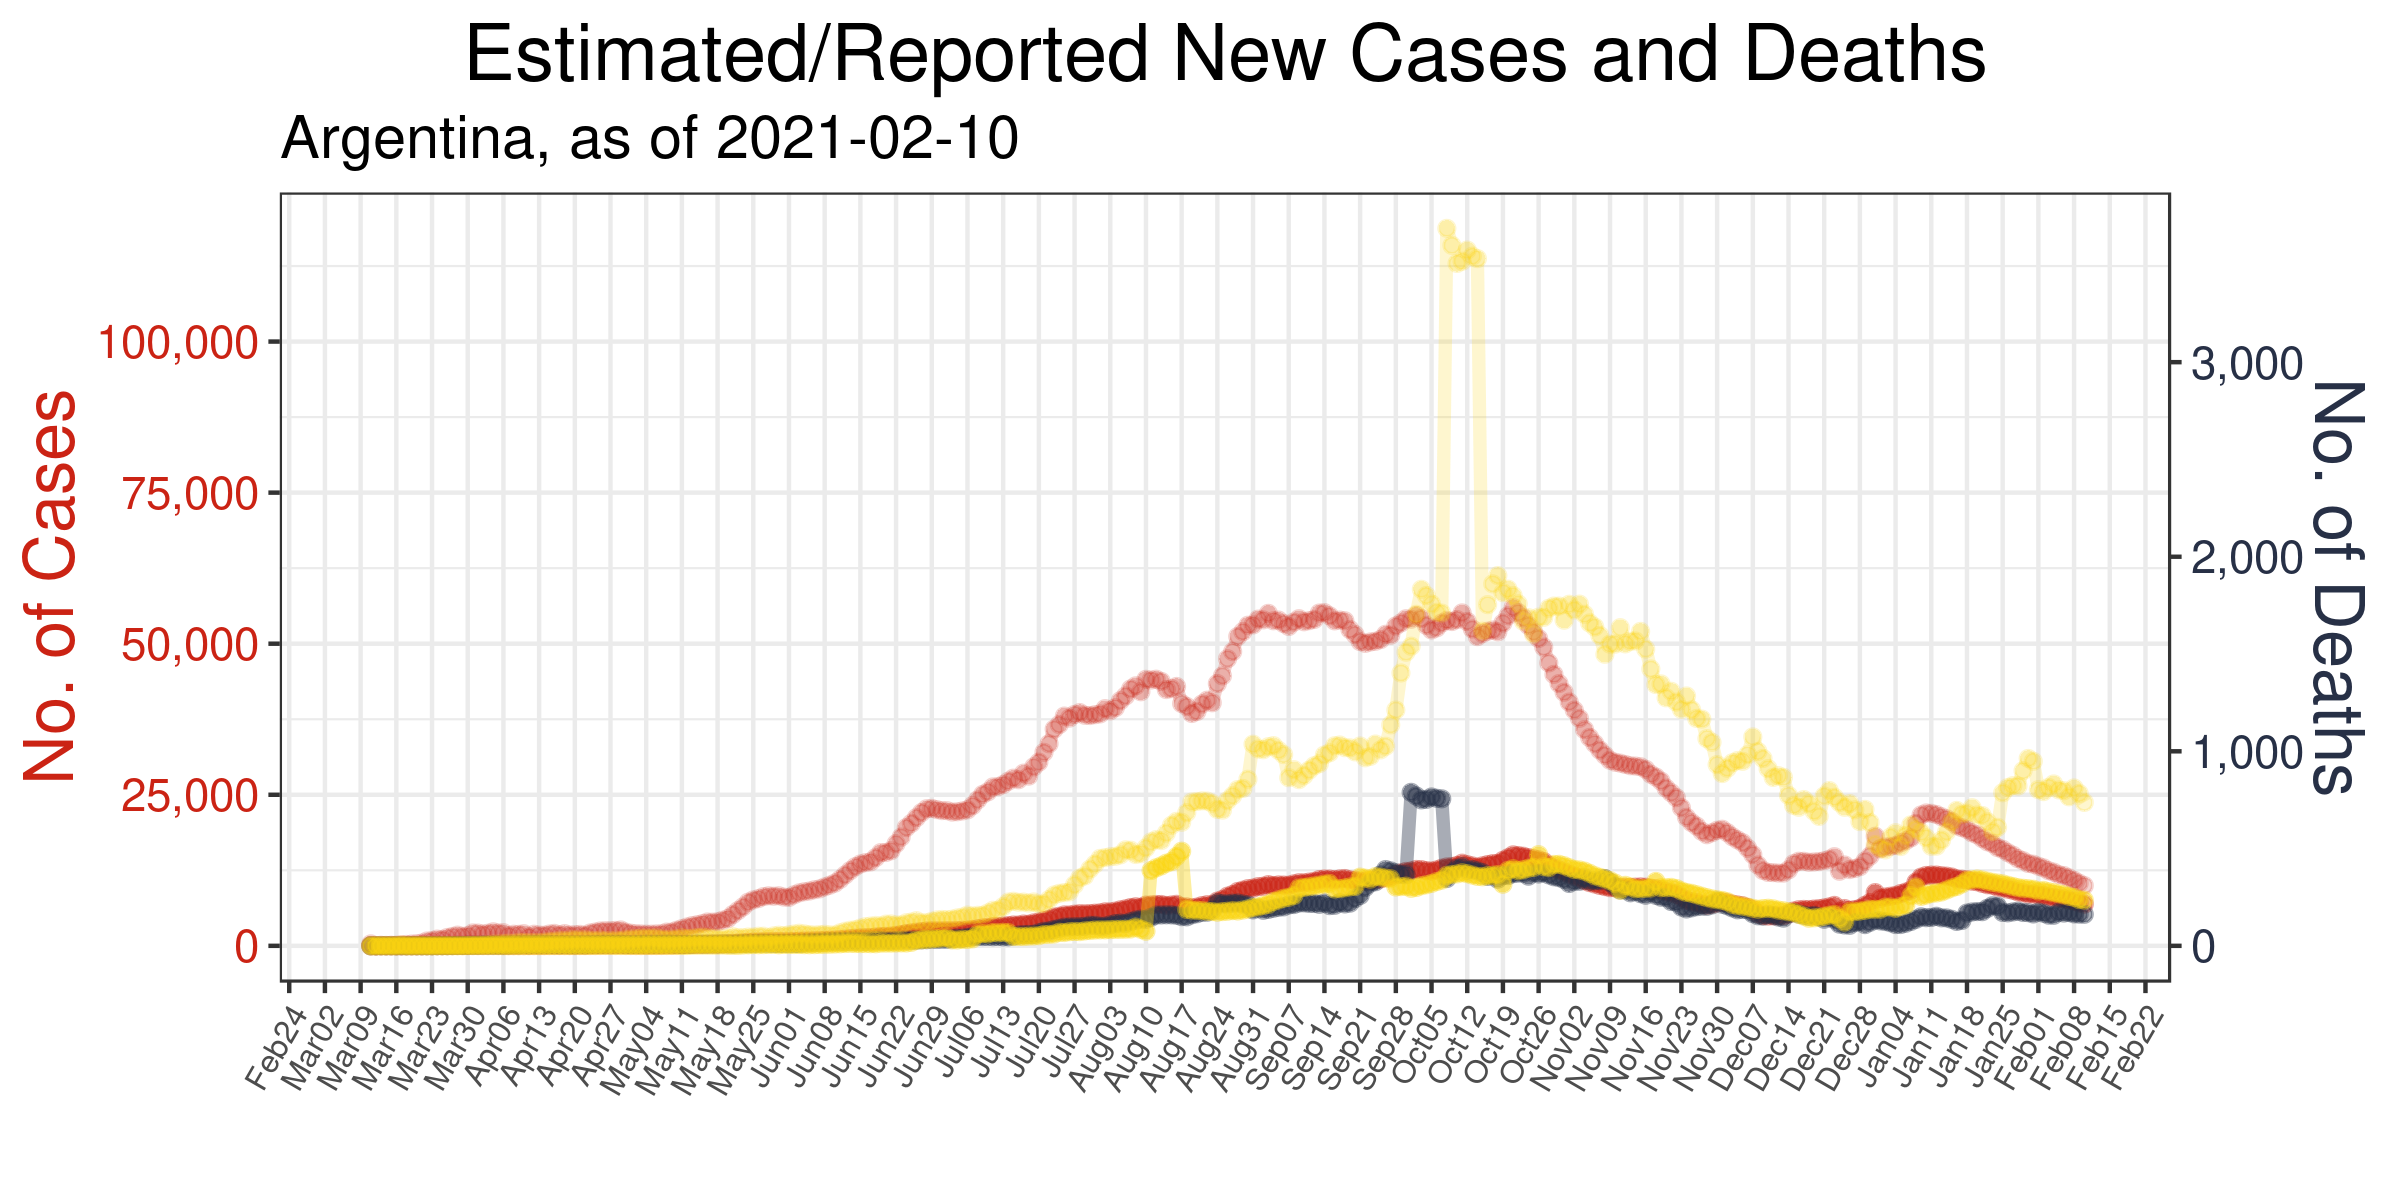 Estimated/Reported New Cases and Deaths
Argentina, as of 2021-02-10
No. of Cases
100,000
75,000
50,000
25,000
0
3,000
2,000
1,000
0
No. of Deaths
Feb24
Mar02
Mar09
Mar16
Mar23
Mar30
Apr06
Apr13
Apr20
Apr27
May04
May11
May18
May25
Jun01
Jun08
Jun15
Jun22
Jun29
Jul06
Jul13
Jul20
Jul27
Aug03
Aug10
Aug17
Aug24
Aug31
Sep07
Sep14
Sep21
Sep28
Oct05
Oct12
Oct19
Oct26
Nov02
Nov09
Nov16
Nov23
Nov30
Dec07
Dec14
Dec21
Dec28
Jan04
Jan11
Jan18
Jan25
Feb01
Feb08
Feb15
Feb22